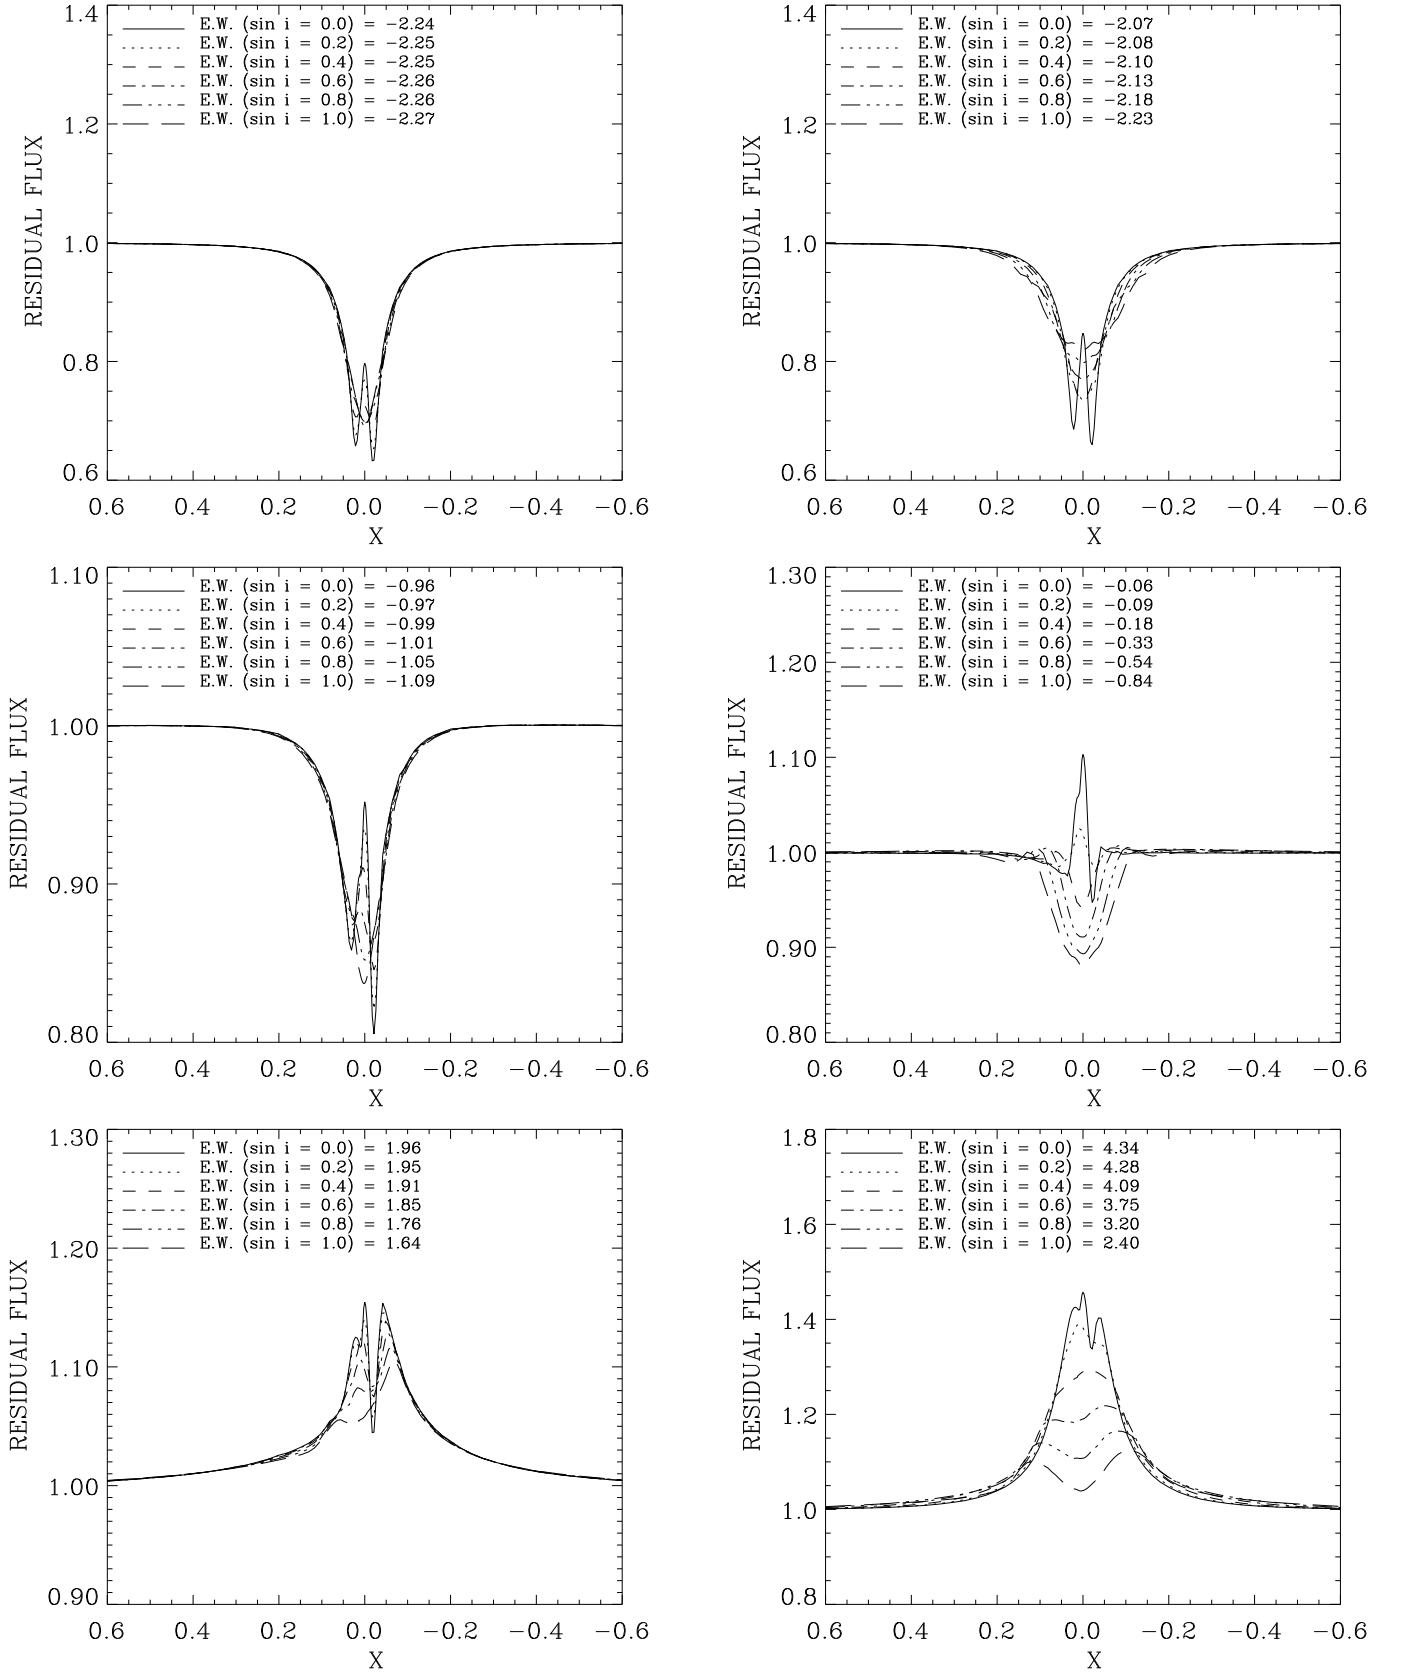 1.4
E.W. (sin i = 0.0) = −2.24
E.W. (sin i = 0.2) = −2.25
E.W. (sin i = 0.4) = −2.25
E.W. (sin i = 0.6) = −2.26
E.W. (sin i = 0.8) = −2.26
E.W. (sin i = 1.0) = −2.27
1.2
1.0
0.8
0.6
RESIDUAL FLUX
0.6 0.4 0.2 0.0 −0.2 −0.4 −0.6
X
1.4
E.W. (sin i = 0.0) = −2.07
E.W. (sin i = 0.2) = −2.08
E.W. (sin i = 0.4) = −2.10
E.W. (sin i = 0.6) = −2.13
E.W. (sin i = 0.8) = −2.18
E.W. (sin i = 1.0) = −2.23
1.2
1.0
0.8
0.6
RESIDUAL FLUX
0.6 0.4 0.2 0.0 −0.2 −0.4 −0.6
X
1.10
E.W. (sin i = 0.0) = −0.96
E.W. (sin i = 0.2) = −0.97
E.W. (sin i = 0.4) = −0.99
E.W. (sin i = 0.6) = −1.01
E.W. (sin i = 0.8) = −1.05
E.W. (sin i = 1.0) = −1.09
1.00
0.90
0.80
RESIDUAL FLUX
0.6 0.4 0.2 0.0 −0.2 −0.4 −0.6
X
1.30
E.W. (sin i = 0.0) = −0.06
E.W. (sin i = 0.2) = −0.09
E.W. (sin i = 0.4) = −0.18
E.W. (sin i = 0.6) = −0.33
E.W. (sin i = 0.8) = −0.54
E.W. (sin i = 1.0) = −0.84
1.20
1.10
1.00
0.90
0.80
RESIDUAL FLUX
0.6 0.4 0.2 0.0 −0.2 −0.4 −0.6
X
1.30
E.W. (sin i = 0.0) = 1.96
E.W. (sin i = 0.2) = 1.95
E.W. (sin i = 0.4) = 1.91
E.W. (sin i = 0.6) = 1.85
E.W. (sin i = 0.8) = 1.76
E.W. (sin i = 1.0) = 1.64
1.20
1.10
1.00
0.90
RESIDUAL FLUX
0.6 0.4 0.2 0.0 −0.2 −0.4 −0.6
X
1.8
E.W. (sin i = 0.0) = 4.34
E.W. (sin i = 0.2) = 4.28
E.W. (sin i = 0.4) = 4.09
E.W. (sin i = 0.6) = 3.75
E.W. (sin i = 0.8) = 3.20
E.W. (sin i = 1.0) = 2.40
1.6
1.4
1.2
1.0
0.8
RESIDUAL FLUX
0.6 0.4 0.2 0.0 −0.2 −0.4 −0.6
X